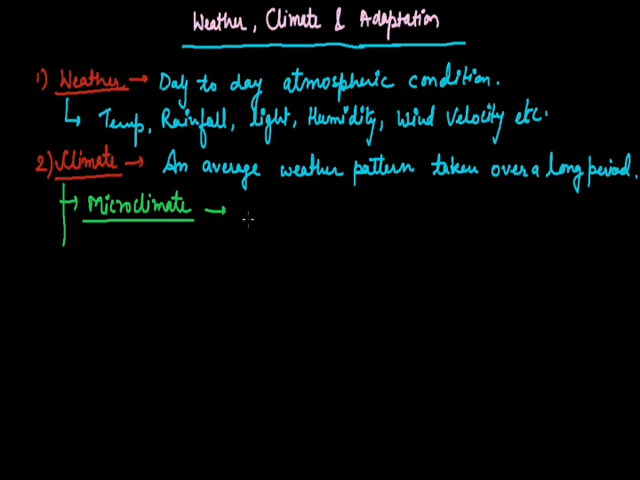 Weather, Climate & Adaptation
1) Weather → Day to day atmospheric condition.
↳ Temp, Rainfall, light, Humidity, Wind Velocity etc.
2) Climate → An average weather pattern taken over a long period.
→ Microclimate →